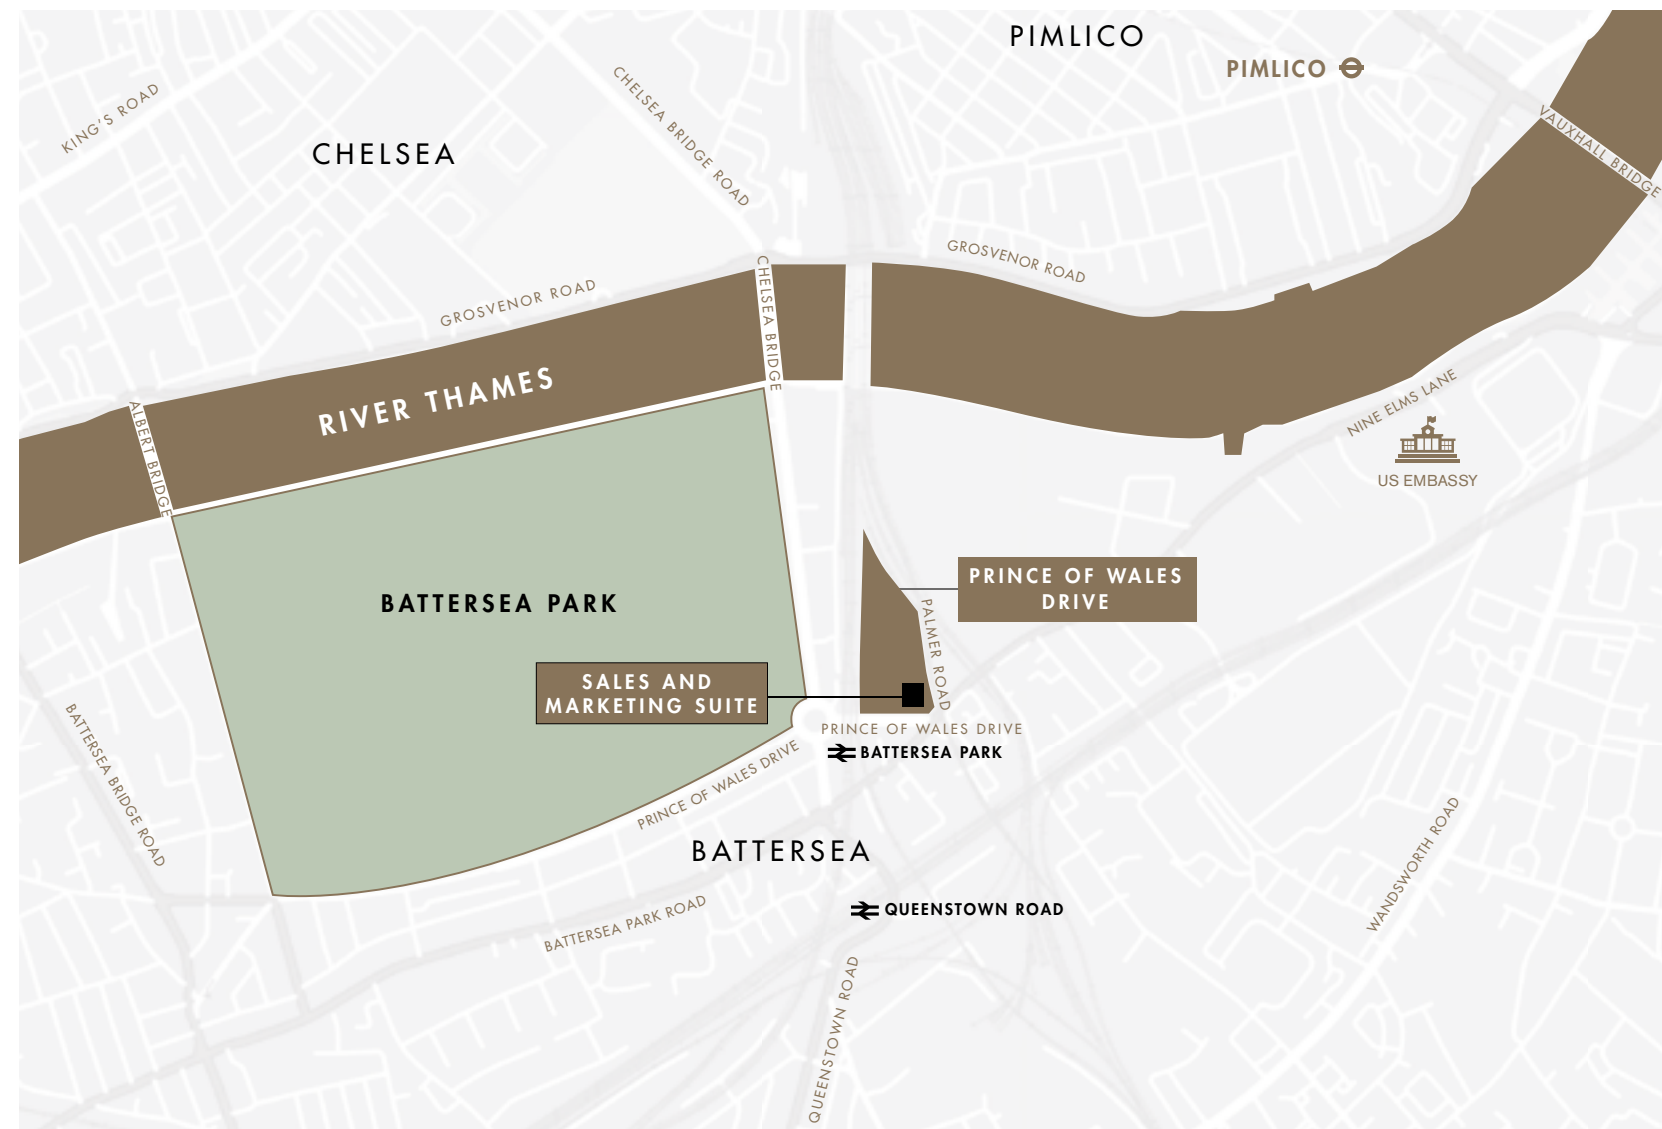 PIMLICO
PIMLICO
KING'S ROAD
CHELSEA BRIDGE ROAD
VAUXHALL BRIDGE
CHELSEA
GROSVENOR ROAD
CHELSEA BRIDGE
GROSVENOR ROAD
RIVER THAMES
ALBERT BRIDGE
NINE ELMS LANE
US EMBASSY
BATTERSEA PARK
PRINCE OF WALES
DRIVE
PALMER ROAD
SALES AND
MARKETING SUITE
PRINCE OF WALES DRIVE
BATTERSEA PARK
PRINCE OF WALES DRIVE
BATTERSEA BRIDGE ROAD
BATTERSEA
WANDSWORTH ROAD
QUEENSTOWN ROAD
BATTERSEA PARK ROAD
QUEENSTOWN ROAD